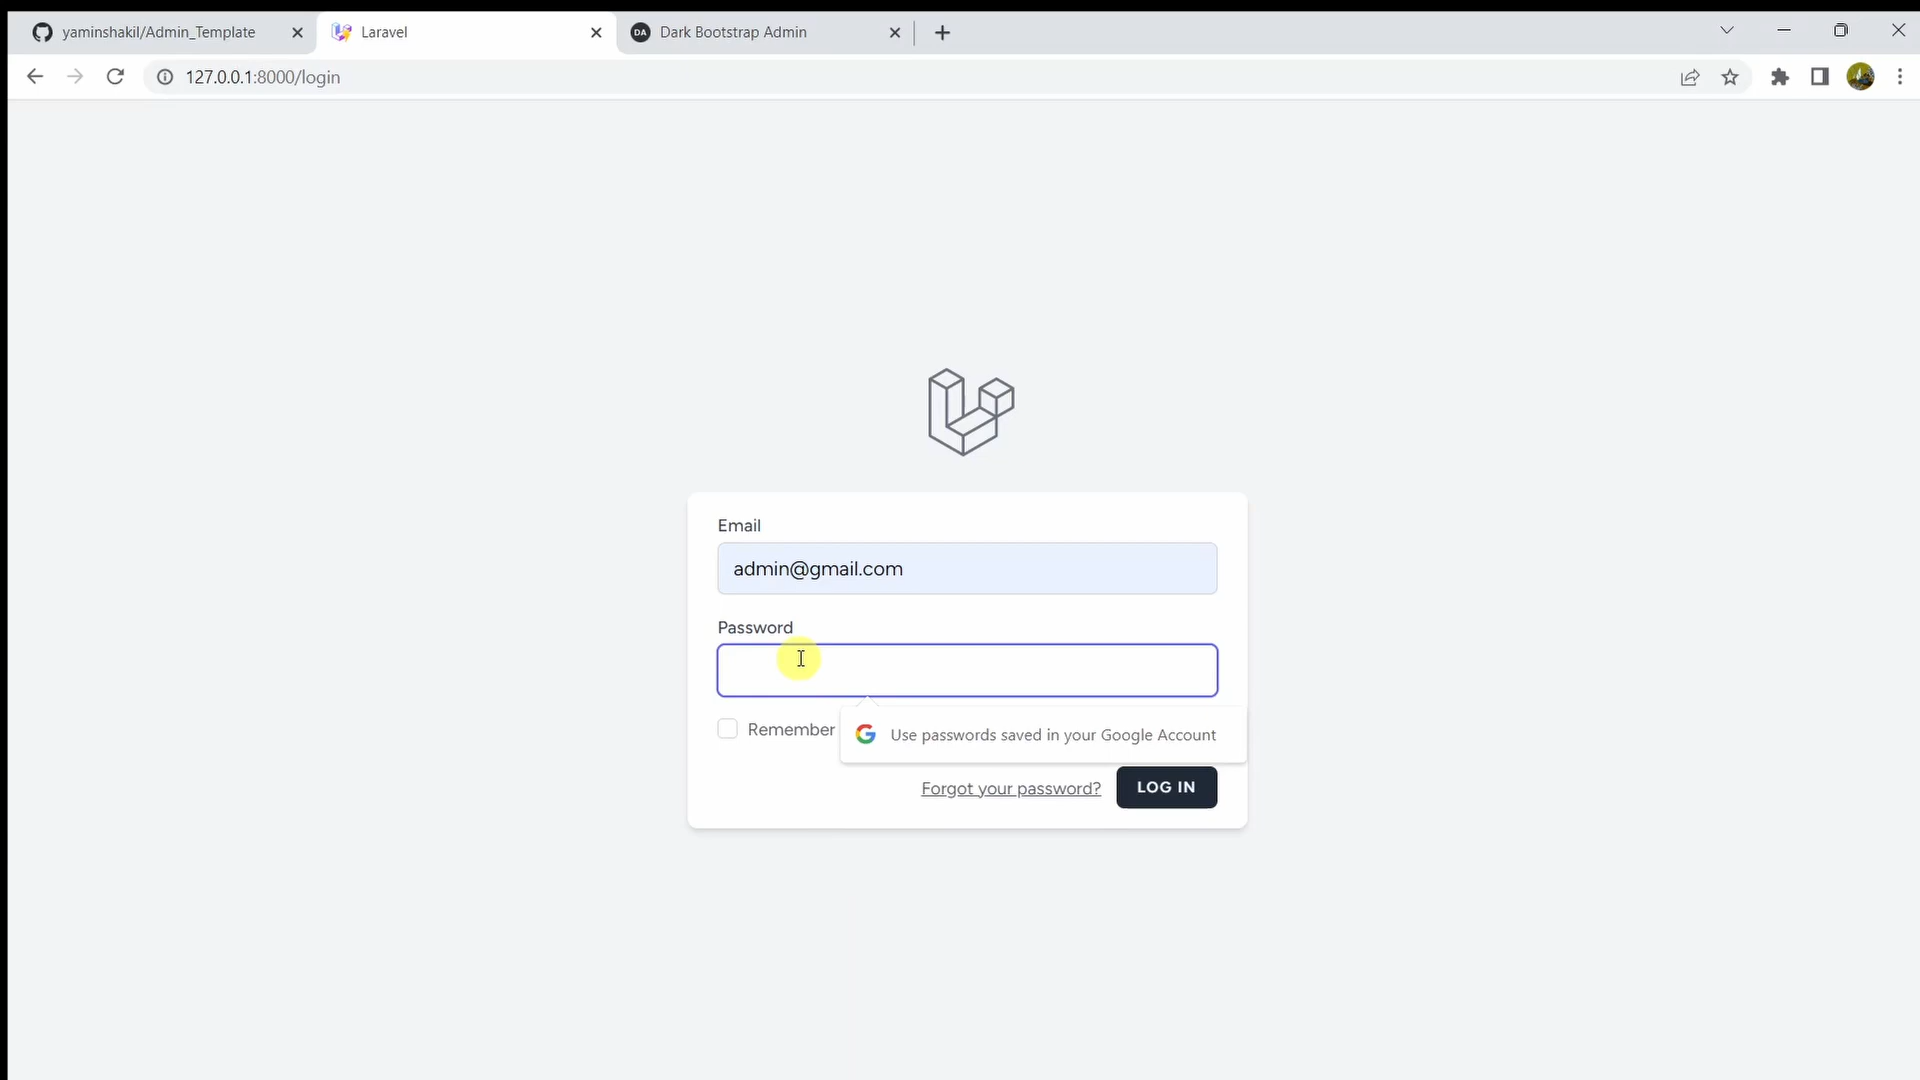 yaminshakil/Admin_Template
Laravel
DA Dark Bootstrap Admin
127.0.0.1:8000/login
Email
admin@gmail.com
Password
Remember
Use passwords saved in your Google Account
Forgot your password?
LOG IN